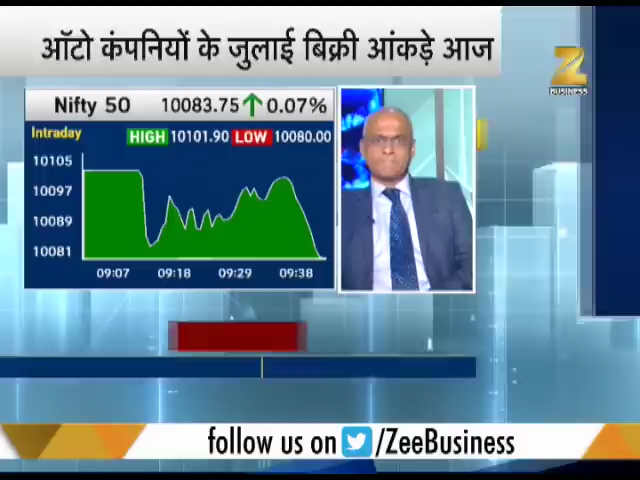 ऑटो कंपनियों के जुलाई बिक्री आंकड़े आज
Z
BUSINESS
Nifty 50 10083.75 0.07%
Intraday HIGH 10101.90 LOW 10080.00
10105
10097
10089
10081
09:07 09:18 09:29 09:38
follow us on /ZeeBusiness